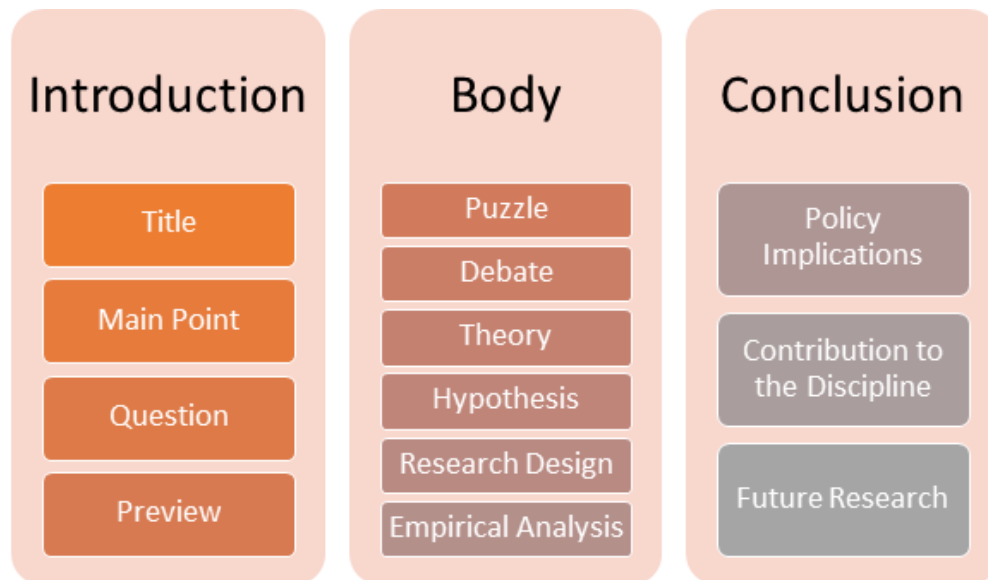 Introduction
Title
Main Point
Question
Preview
Body
Puzzle
Debate
Theory
Hypothesis
Research Design
Empirical Analysis
Conclusion
Policy
Implications
Contribution to
the Discipline
Future Research